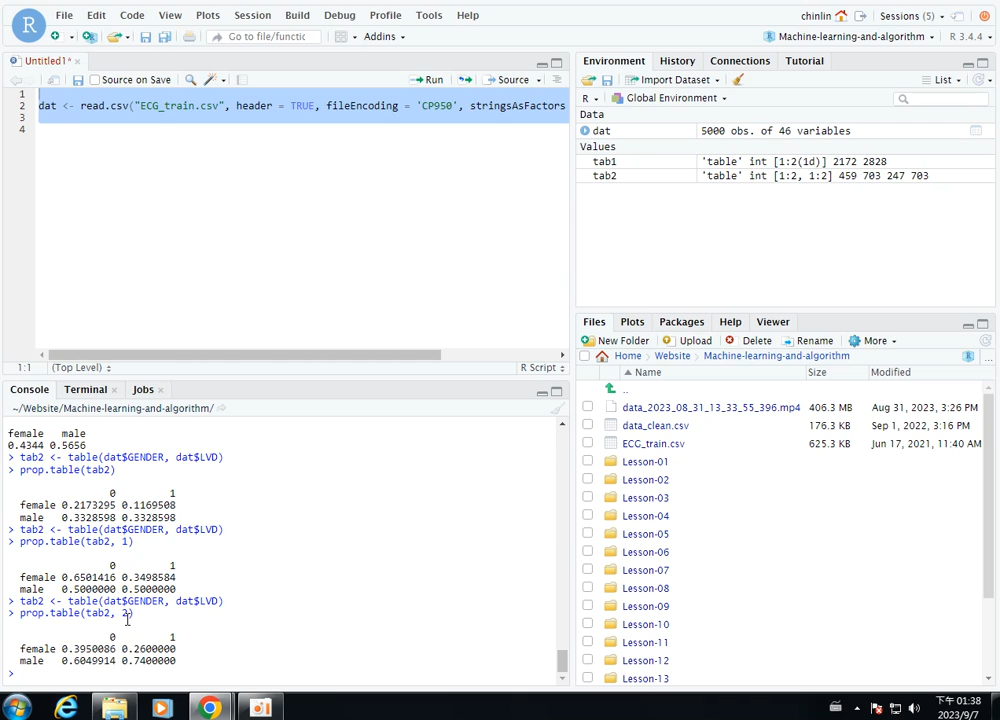 File Edit Code View Plots Session Build Debug Profile Tools Help
chinlin
Sessions (5)
Go to file/functic
Addins
Machine-learning-and-algorithm
R 3.4.4
Untitled1*
Source on Save
Run
Source
1
2 dat <- read.csv("ECG_train.csv", header = TRUE, fileEncoding = 'CP950', stringsAsFactors
3
4
1:1 (Top Level)
R Script
Console Terminal Jobs
~/Website/Machine-learning-and-algorithm/
female male
0.4344 0.5656
> tab2 <- table(dat$GENDER, dat$LVD)
> prop.table(tab2)
0 1
female 0.2173295 0.1169508
male 0.3328598 0.3328598
> tab2 <- table(dat$GENDER, dat$LVD)
> prop.table(tab2, 1)
0 1
female 0.6501416 0.3498584
male 0.5000000 0.5000000
> tab2 <- table(dat$GENDER, dat$LVD)
> prop.table(tab2, 2)
0 1
female 0.3950086 0.2600000
male 0.6049914 0.7400000
>
Environment History Connections Tutorial
Import Dataset
List
R
Global Environment
Data
dat 5000 obs. of 46 variables
Values
tab1 'table' int [1:2(1d)] 2172 2828
tab2 'table' int [1:2, 1:2] 459 703 247 703
Files Plots Packages Help Viewer
New Folder Upload Delete Rename More
Home Website Machine-learning-and-algorithm
...
Name Size Modified
..
data_2023_08_31_13_33_55_396.mp4 406.3 MB Aug 31, 2023, 3:26 PM
data_clean.csv 176.3 KB Sep 1, 2022, 3:16 PM
ECG_train.csv 625.3 KB Jun 17, 2021, 11:40 AM
Lesson-01
Lesson-02
Lesson-03
Lesson-04
Lesson-05
Lesson-06
Lesson-07
Lesson-08
Lesson-09
Lesson-10
Lesson-11
Lesson-12
Lesson-13
下午 01:38
2023/9/7